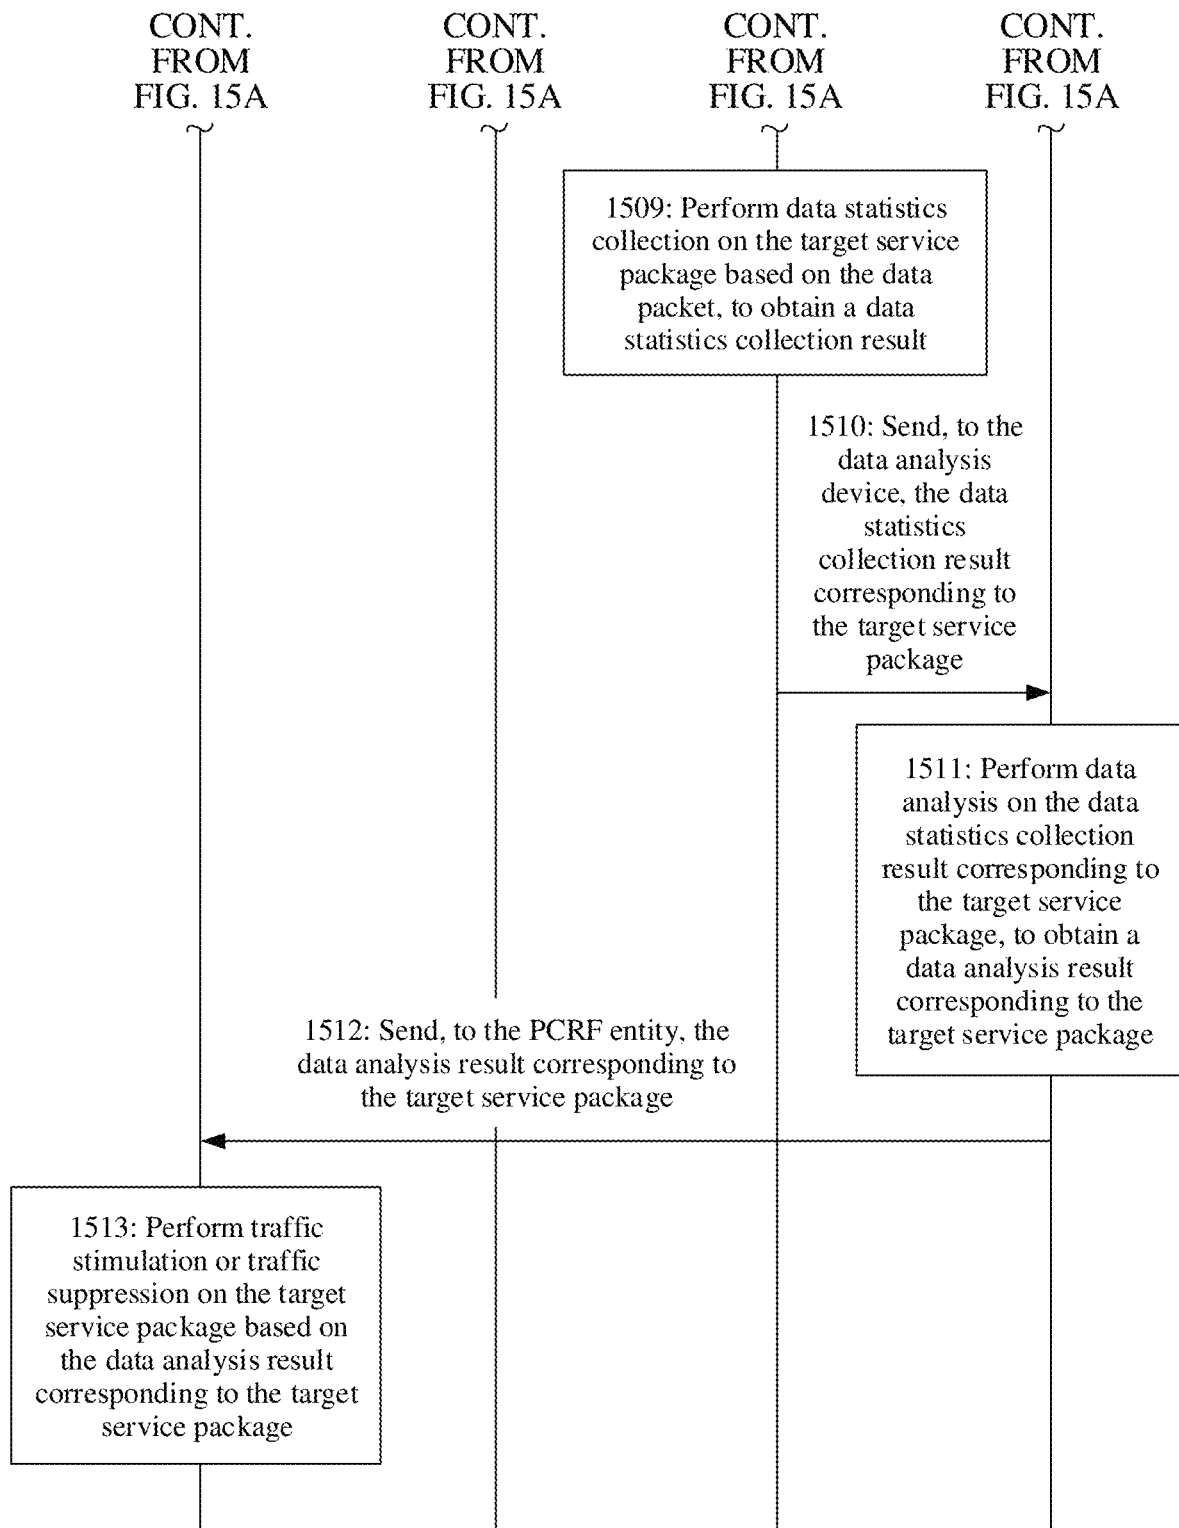 CONT.
FROM
FIG. 15A
CONT.
FROM
FIG. 15A
CONT.
FROM
FIG. 15A
CONT.
FROM
FIG. 15A
1509: Perform data statistics
collection on the target service
package based on the data
packet, to obtain a data
statistics collection result
1510: Send, to the
data analysis
device, the data
statistics
collection result
corresponding to
the target service
package
1511: Perform data
analysis on the data
statistics collection
result corresponding to
the target service
package, to obtain a
data analysis result
corresponding to the
target service package
1512: Send, to the PCRF entity, the
data analysis result corresponding to
the target service package
1513: Perform traffic
stimulation or traffic
suppression on the target
service package based on
the data analysis result
corresponding to the target
service package